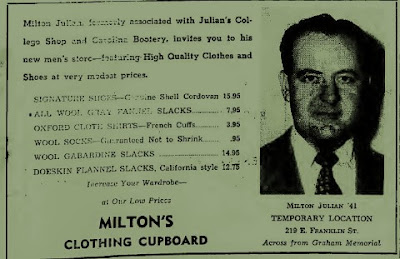 Milton Julian, formerly associated with Julian's Col-
lege Shop and Carolina Bootery, invites you to his
new men's store—featuring High Quality Clothes and
Shoes at very modest prices.
SIGNATURE SHOES—Genuine Shell Cordovan 15.95
*ALL WOOL GRAY FANNEL SLACKS 7.95
OXFORD CLOTH SHIRTS—French Cuffs 3.95
WOOL SOCKS—Guaranteed Not to Shrink .95
WOOL GABARDINE SLACKS 14.95
DOESKIN FLANNEL SLACKS, California style 12.75
Increase Your Wardrobe—
at Our Low Prices
MILTON'S
CLOTHING CUPBOARD
MILTON JULIAN '41
TEMPORARY LOCATION
219 E. FRANKLIN ST.
Across from Graham Memorial